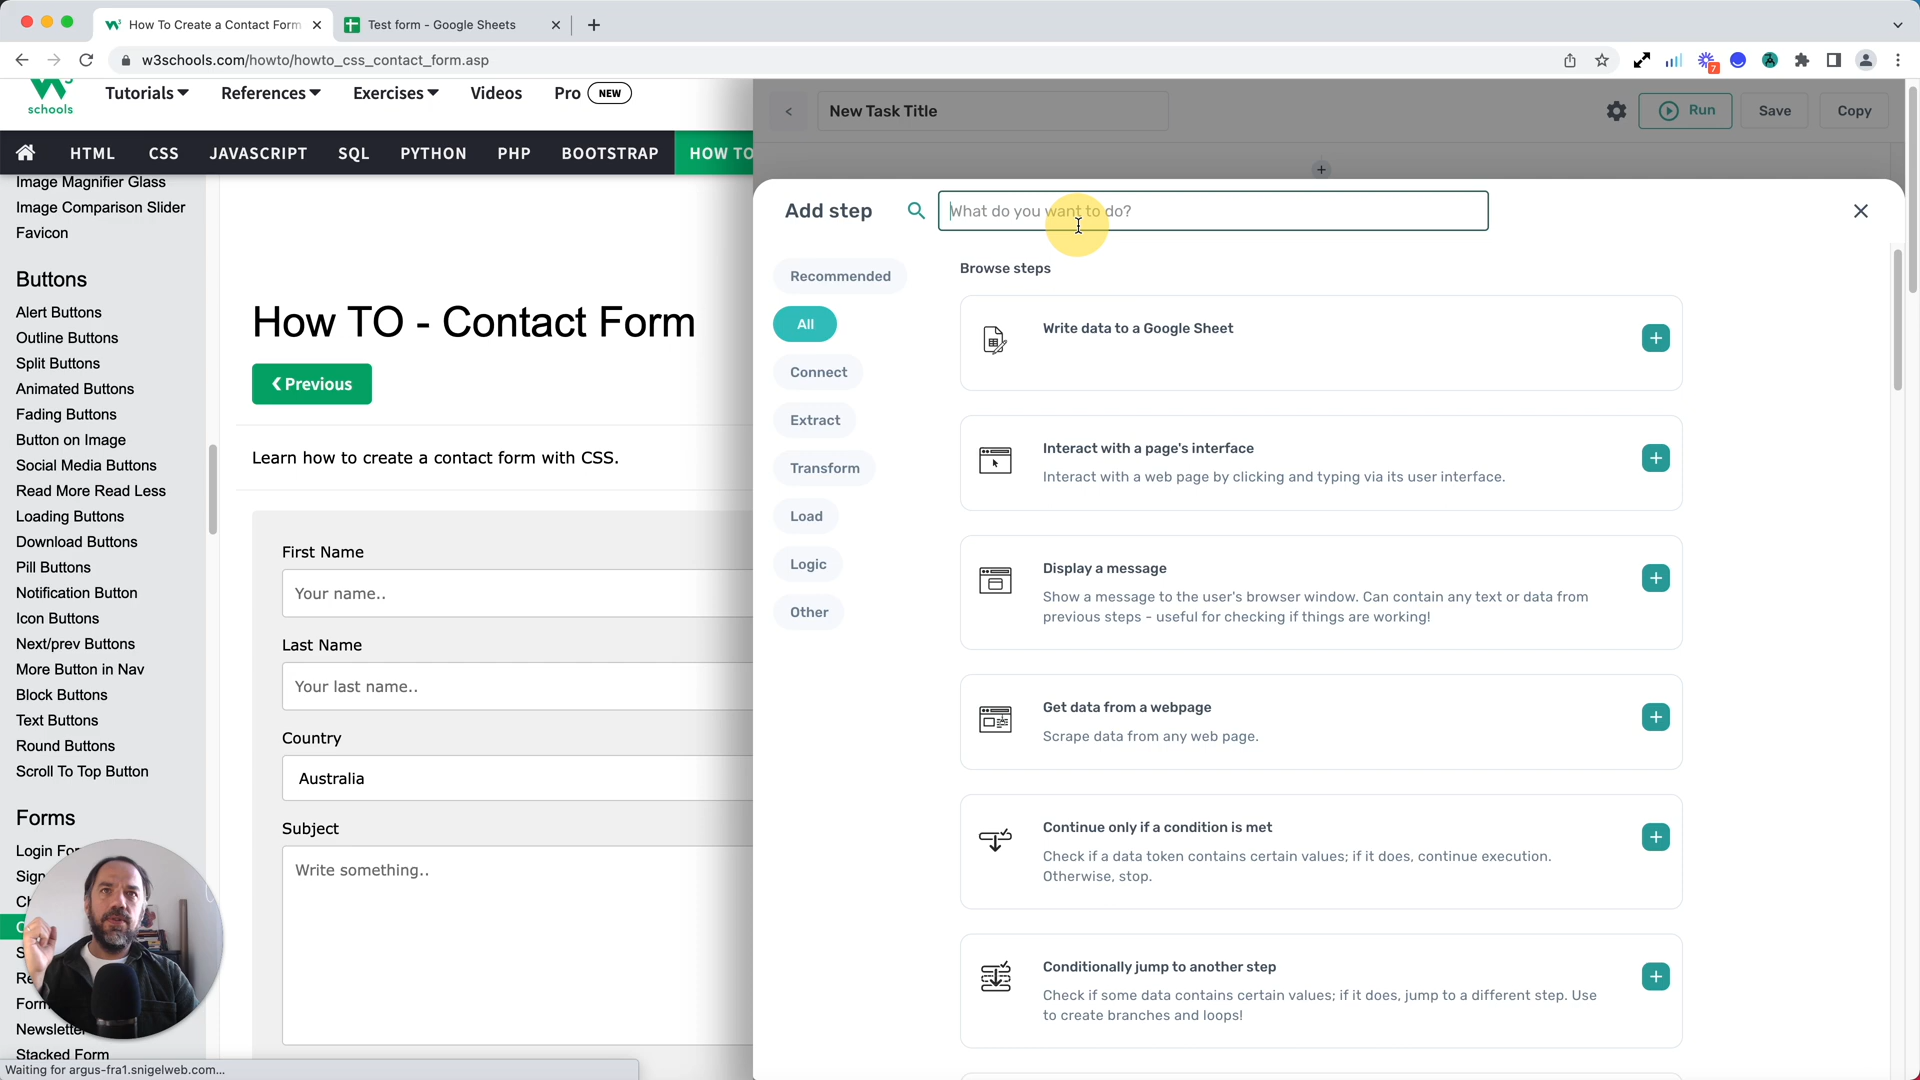 How To Create a Contact Form
Test form - Google Sheets
w3schools.com/howto/howto_css_contact_form.asp
7
schools
Tutorials
References
Exercises
Videos
Pro
NEW
<
New Task Title
Run
Save
Copy
HTML
CSS
JAVASCRIPT
SQL
PYTHON
PHP
BOOTSTRAP
HOW TO
Image Magnifier Glass
Image Comparison Slider
Favicon
Buttons
Alert Buttons
Outline Buttons
Split Buttons
Animated Buttons
Fading Buttons
Button on Image
Social Media Buttons
Read More Read Less
Loading Buttons
Download Buttons
Pill Buttons
Notification Button
Icon Buttons
Next/prev Buttons
More Button in Nav
Block Buttons
Text Buttons
Round Buttons
Scroll To Top Button
Forms
Login
Newsletter
Stacked Form
Waiting for argus-fra1.snigelweb.com...
How TO - Contact Form
❮ Previous
Learn how to create a contact form with CSS.
First Name
Your name..
Last Name
Your last name..
Country
Australia
Subject
Write something..
Add step
What do you want to do?
Recommended
All
Connect
Extract
Transform
Load
Logic
Other
Browse steps
Write data to a Google Sheet
Interact with a page's interface
Interact with a web page by clicking and typing via its user interface.
Display a message
Show a message to the user's browser window. Can contain any text or data from
previous steps - useful for checking if things are working!
Get data from a webpage
Scrape data from any web page.
Continue only if a condition is met
Check if a data token contains certain values; if it does, continue execution.
Otherwise, stop.
Conditionally jump to another step
Check if some data contains certain values; if it does, jump to a different step. Use
to create branches and loops!